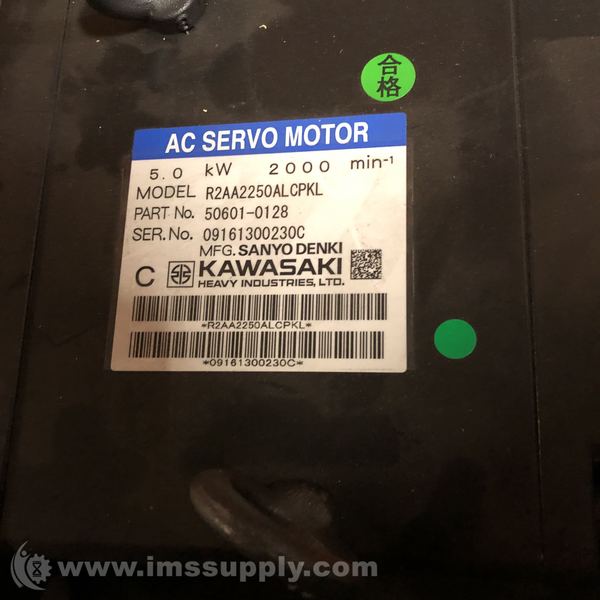 合
格
AC SERVO MOTOR
5.0 kW 2000 min-1
MODEL R2AA2250ALCPKL
PART No. 50601-0128
SER.No. 09161300230C
MFG. SANYO DENKI
C KAWASAKI
HEAVY INDUSTRIES, LTD.
*R2AA2250ALCPKL*
*09161300230C*
www.imssupply.com